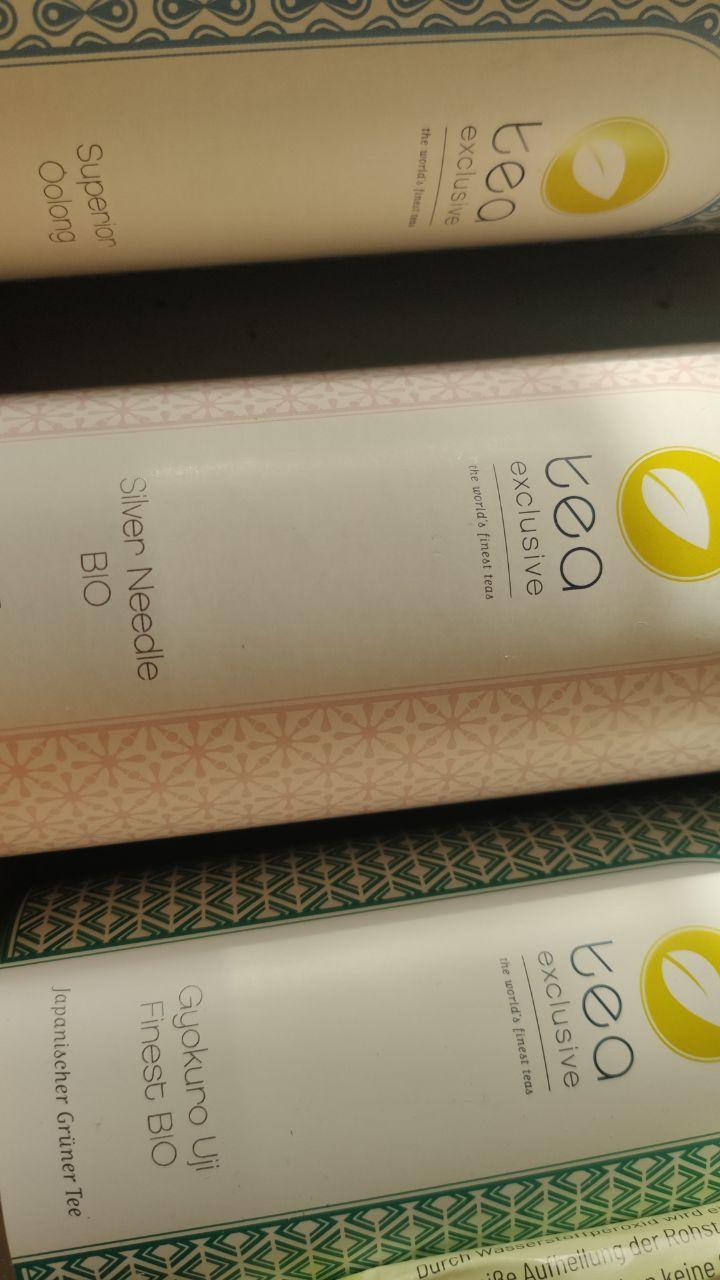 tea
exclusive
the world's finest teas
Superior
Oolong
tea
exclusive
the world's finest teas
Silver Needle
BIO
tea
exclusive
the world's finest teas
Gyokuro Uji
Finest BIO
Japanischer Grüner Tee
Durch Wasserstoffperoxid wird
Aufhellung der Rohst
keine